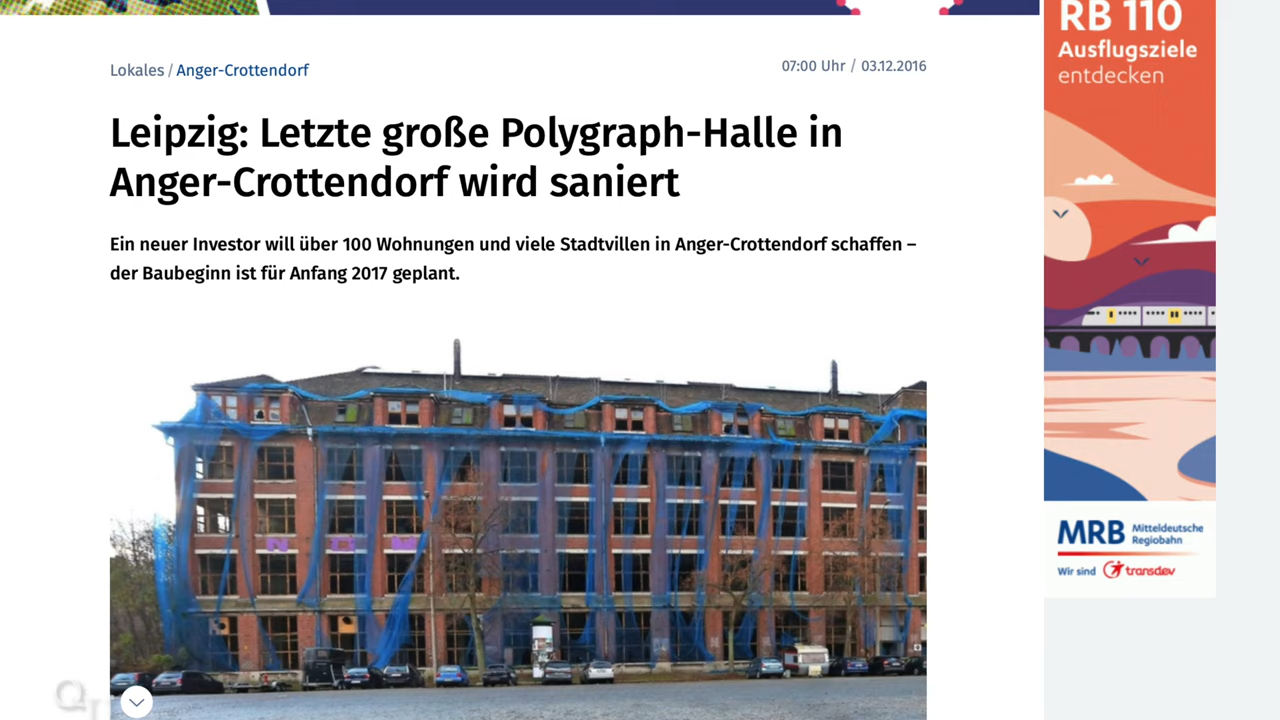 Lokales / Anger-Crottendorf
07:00 Uhr / 03.12.2016
Leipzig: Letzte große Polygraph-Halle in
Anger-Crottendorf wird saniert
Ein neuer Investor will über 100 Wohnungen und viele Stadtvillen in Anger-Crottendorf schaffen –
der Baubeginn ist für Anfang 2017 geplant.
RB 110
Ausflugsziele
entdecken
MRB Mitteldeutsche
Regiobahn
Wir sind transdev